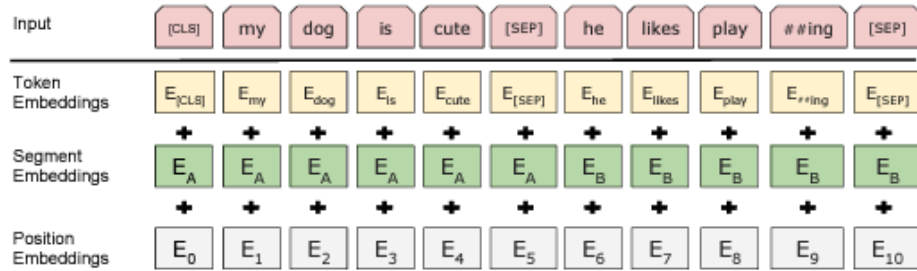 Input [CLS] my dog is cute [SEP] he likes play ##ing [SEP]
Token
Embeddings E[CLS] Emy Edog Eis Ecute E[SEP] Ehe Elikes Eplay E##ing E[SEP]
+ + + + + + + + + + +
Segment
Embeddings EA EA EA EA EA EA EB EB EB EB EB
+ + + + + + + + + + +
Position
Embeddings E0 E1 E2 E3 E4 E5 E6 E7 E8 E9 E10